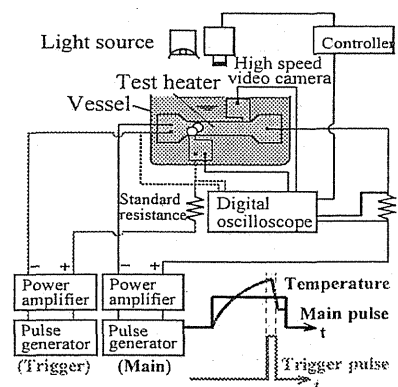 Light source
Controller
High speed
video camera
Test heater
Vessel
Standard
resistance
Digital
oscilloscope
− +
− +
Power
amplifier
Power
amplifier
Pulse
generator
Pulse
generator
(Trigger)
(Main)
Temperature
Main pulse
t
Trigger pulse
t